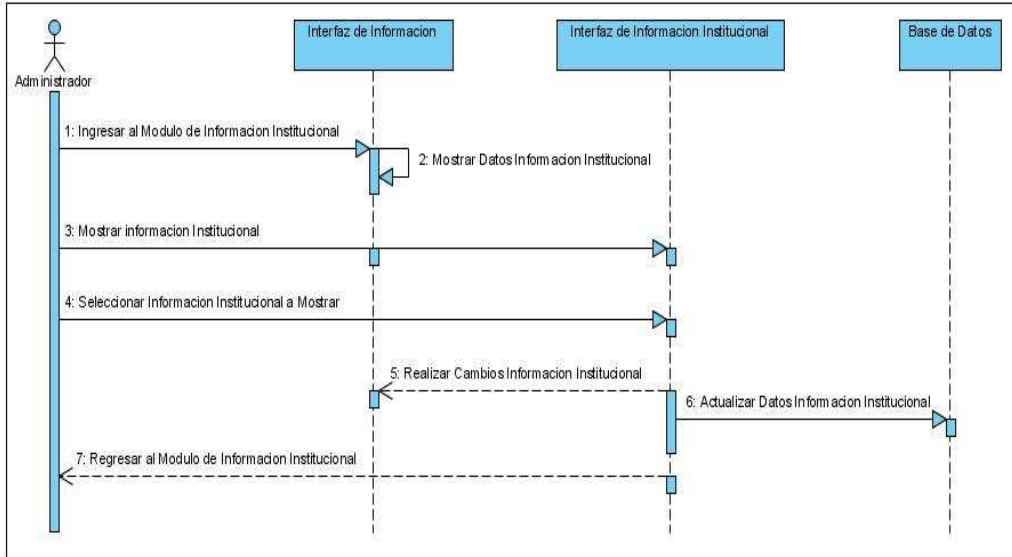 Interfaz de Informacion
Interfaz de Informacion Institucional
Base de Datos
Administrador
1: Ingresar al Modulo de Informacion Institucional
2: Mostrar Datos Informacion Institucional
3: Mostrar informacion Institucional
4: Seleccionar Informacion Institucional a Mostrar
5: Realizar Cambios Informacion Institucional
6: Actualizar Datos Informacion Institucional
7: Regresar al Modulo de Informacion Institucional